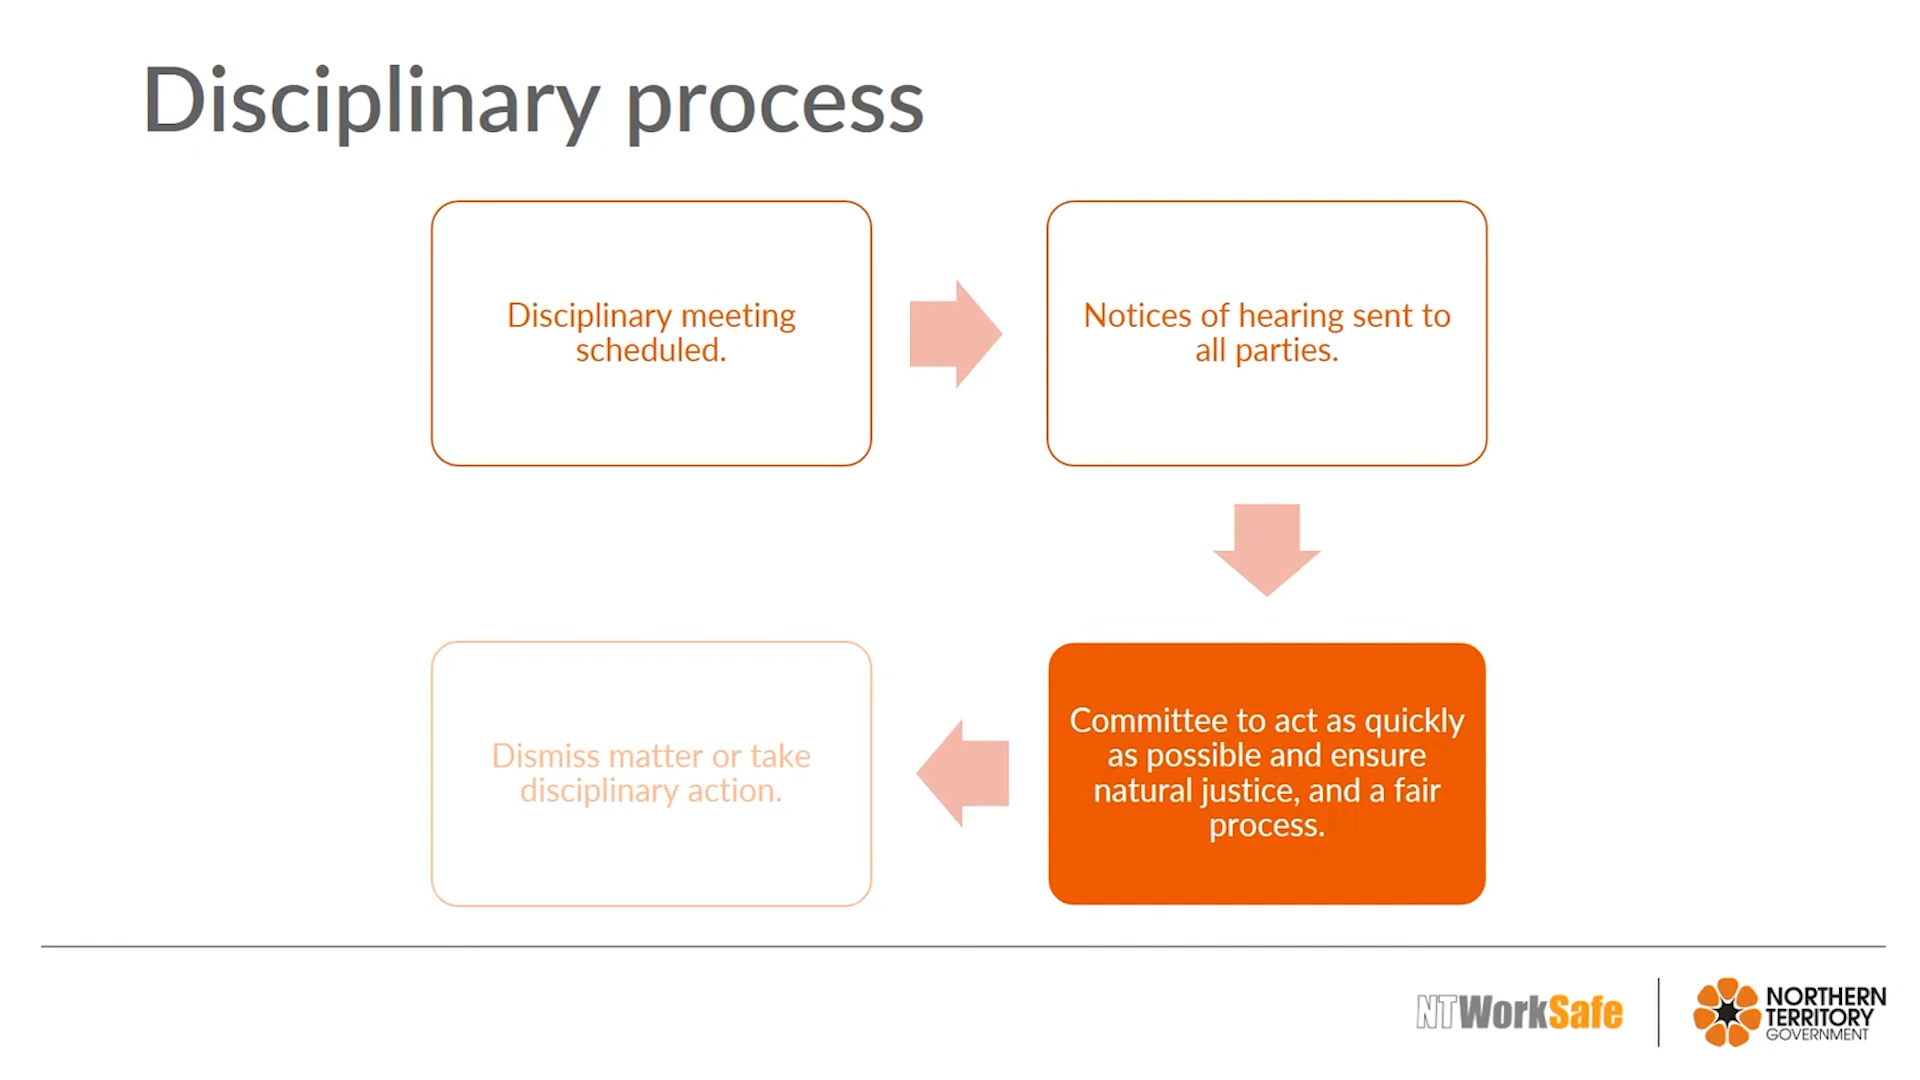 Disciplinary process
Disciplinary meeting
scheduled.
Notices of hearing sent to
all parties.
Committee to act as quickly
as possible and ensure
natural justice, and a fair
process.
Dismiss matter or take
disciplinary action.
NTWorkSafe
NORTHERN
TERRITORY
GOVERNMENT